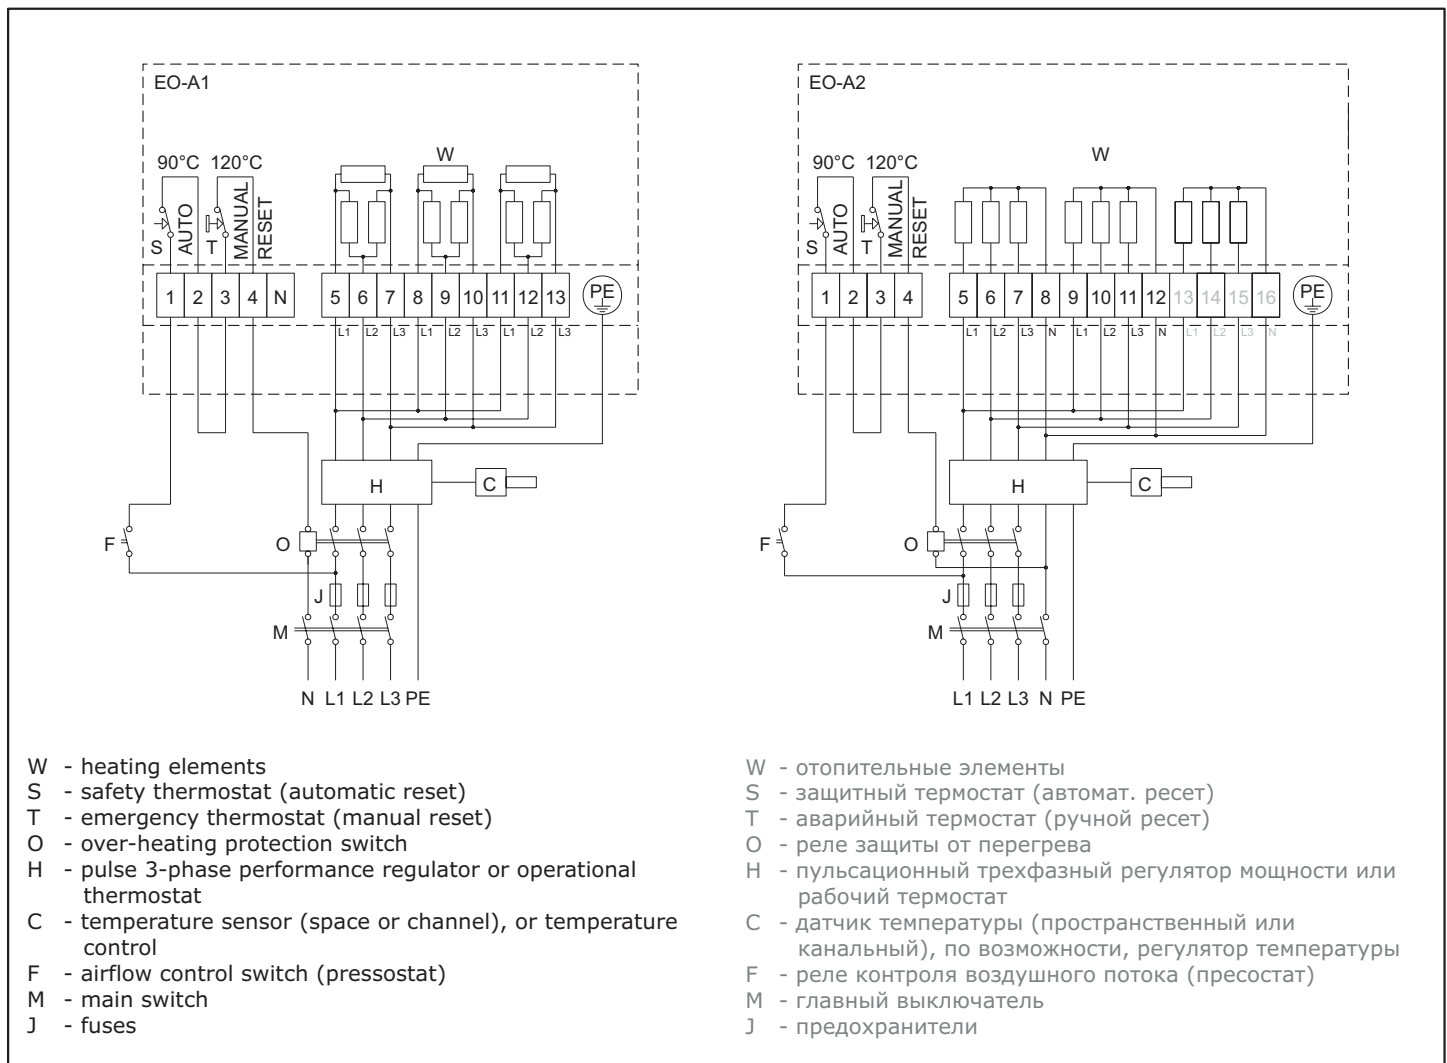 EO-A1
90°C 120°C
W
S
AUTO
T
MANUAL
RESET
1 2 3 4 N 5 6 7 8 9 10 11 12 13 PE
L1 L2 L3 L1 L2 L3 L1 L2 L3
H
C
F
O
J
M
N L1 L2 L3 PE
EO-A2
90°C 120°C
W
S
AUTO
T
MANUAL
RESET
1 2 3 4 5 6 7 8 9 10 11 12 13 14 15 16 PE
L1 L2 L3 N L1 L2 L3 N L1 L2 L3 N
H
C
F
O
J
M
L1 L2 L3 N PE
W - heating elements
S - safety thermostat (automatic reset)
T - emergency thermostat (manual reset)
O - over-heating protection switch
H - pulse 3-phase performance regulator or operational
thermostat
C - temperature sensor (space or channel), or temperature
control
F - airflow control switch (pressostat)
M - main switch
J - fuses
W - отопительные элементы
S - защитный термостат (автомат. ресет)
T - аварийный термостат (ручной ресет)
O - реле защиты от перегрева
H - пульсационный трехфазный регулятор мощности или
рабочий термостат
C - датчик температуры (пространственный или
канальный), по возможности, регулятор температуры
F - реле контроля воздушного потока (пресостат)
M - главный выключатель
J - предохранители